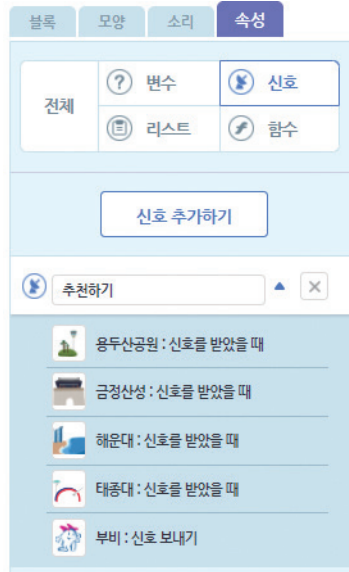 블록 모양 소리 속성
전체 ? 변수 신호
리스트 f 함수
신호 추가하기
추천하기
용두산공원 : 신호를 받았을 때
금정산성 : 신호를 받았을 때
해운대 : 신호를 받았을 때
태종대 : 신호를 받았을 때
부비 : 신호 보내기